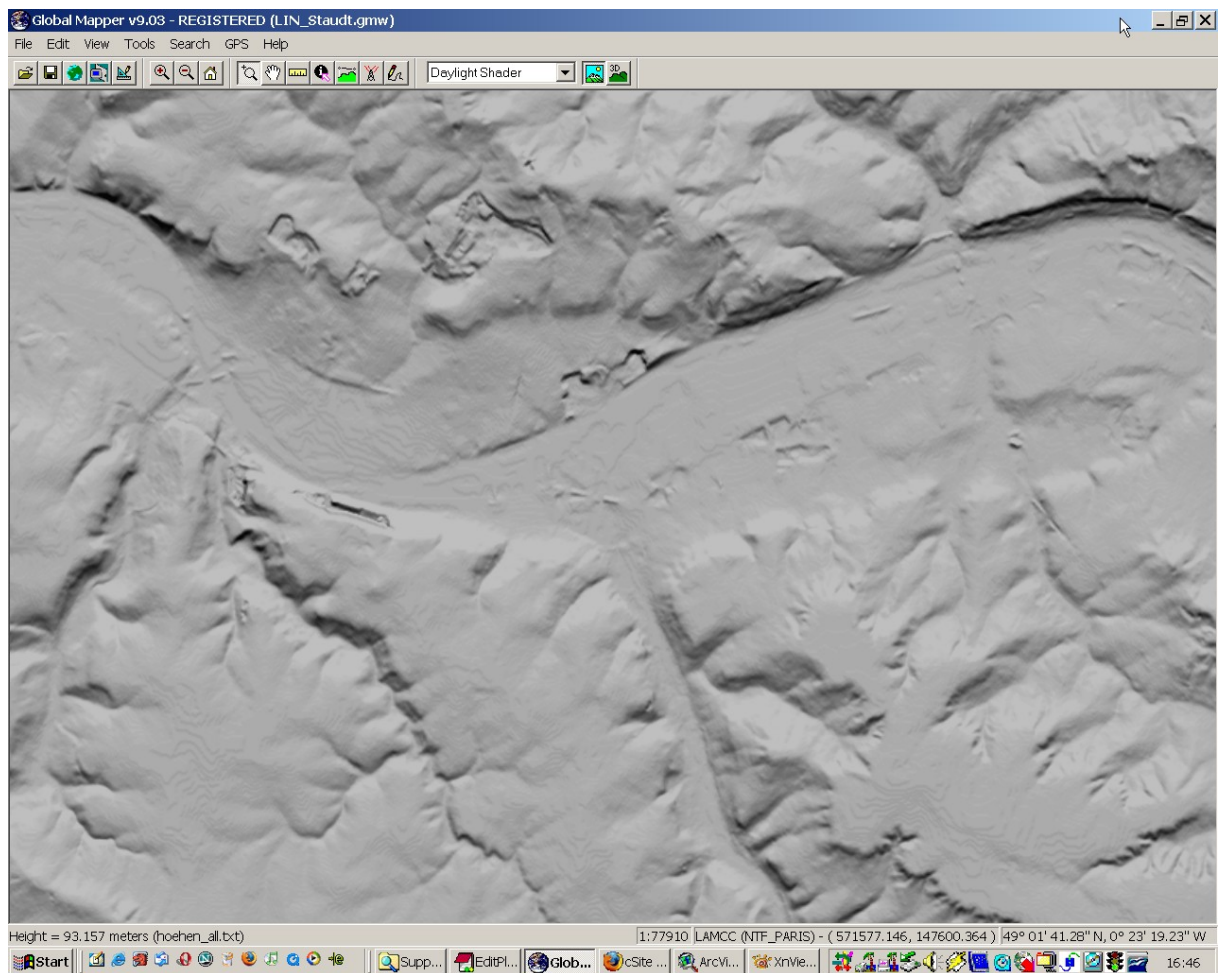 Global Mapper v9.03 - REGISTERED (LIN_Staudt.gmw)
File Edit View Tools Search GPS Help
3D
Daylight Shader
Height = 93.157 meters (hoehen_all.txt)
1:77910 LAMCC (NTF_PARIS) - ( 571577.146, 147600.364 ) 49° 01' 41.28" N, 0° 23' 19.23" W
Start Supp... EditPl... Glob... cSite ... ArcVi... XnVie... 16:46